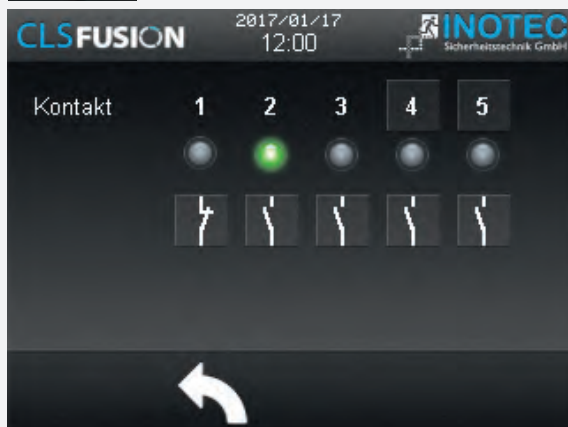 CLSFUSION
2017/01/17
12:00
INOTEC
Sicherheitstechnik GmbH
Kontakt 1 2 3 4 5